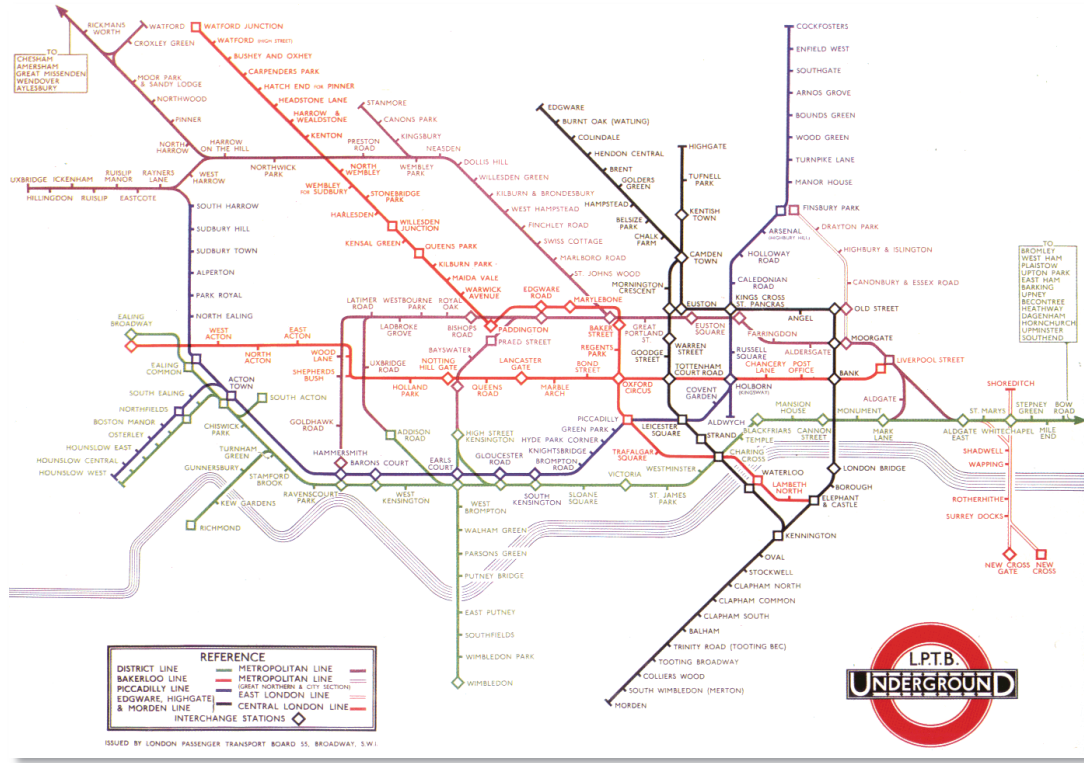 RICKMANS
WORTH
WATFORD
CROXLEY GREEN
TO
CHESHAM
AMERSHAM
GREAT MISSENDEN
WENDOVER
AYLESBURY
MOOR PARK
& SANDY LODGE
NORTHWOOD
PINNER
NORTH
HARROW
HARROW
ON THE HILL
NORTHWICK
PARK
PRESTON
ROAD
WEMBLEY
PARK
NEASDEN
STANMORE
CANONS PARK
KINGSBURY
DOLLIS HILL
WILLESDEN GREEN
KILBURN & BRONDESBURY
WEST HAMPSTEAD
FINCHLEY ROAD
SWISS COTTAGE
MARLBORO ROAD
ST. JOHNS WOOD
WATFORD JUNCTION
WATFORD (HIGH STREET)
BUSHEY AND OXHEY
CARPENDERS PARK
HATCH END FOR PINNER
HEADSTONE LANE
HARROW &
WEALDSTONE
KENTON
NORTH
WEMBLEY
WEMBLEY
FOR SUDBURY
STONEBRIDGE
PARK
HARLESDEN
WILLESDEN
JUNCTION
KENSAL GREEN
QUEENS PARK
KILBURN PARK
MAIDA VALE
WARWICK
AVENUE
PADDINGTON
EDGWARE
ROAD
MARYLEBONE
BAKER
STREET
REGENTS
PARK
UXBRIDGE
ICKENHAM
RUISLIP
MANOR
RAYNERS
LANE
HILLINGDON
RUISLIP
EASTCOTE
WEST
HARROW
SOUTH HARROW
SUDBURY HILL
SUDBURY TOWN
ALPERTON
PARK ROYAL
NORTH EALING
EALING BROADWAY
EALING
COMMON
WEST
ACTON
NORTH
ACTON
EAST
ACTON
WOOD
LANE
SHEPHERDS
BUSH
GOLDHAWK
ROAD
LATIMER
ROAD
LADBROKE
GROVE
WESTBOURNE
PARK
ROYAL
OAK
BISHOPS
ROAD
UXBRIDGE
ROAD
ADDISON
ROAD
PRAED STREET
BAYSWATER
HOLLAND
PARK
NOTTING
HILL GATE
QUEENS
ROAD
LANCASTER
GATE
MARBLE
ARCH
BOND
STREET
OXFORD
CIRCUS
TOTTENHAM
COURT ROAD
HOLBORN
(KINGSWAY)
CHANCERY
LANE
POST
OFFICE
BANK
LIVERPOOL STREET
EDGWARE
BURNT OAK (WATLING)
COLINDALE
HENDON CENTRAL
BRENT
GOLDERS
GREEN
HAMPSTEAD
BELSIZE
PARK
CHALK
FARM
HIGHGATE
TUFNELL
PARK
KENTISH
TOWN
CAMDEN
TOWN
MORNINGTON
CRESCENT
EUSTON
KINGS CROSS
ST. PANCRAS
ANGEL
OLD STREET
MOORGATE
GREAT
PORTLAND
ST.
EUSTON
SQUARE
FARRINGDON
ALDERSGATE
WARREN
STREET
GOODGE
STREET
RUSSELL
SQUARE
COVENT
GARDEN
ALDWYCH
LEICESTER
SQUARE
STRAND
COCKFOSTERS
ENFIELD WEST
SOUTHGATE
ARNOS GROVE
BOUNDS GREEN
WOOD GREEN
TURNPIKE LANE
MANOR HOUSE
FINSBURY PARK
ARSENAL
(HIGHBURY HILL)
HOLLOWAY
ROAD
CALEDONIAN
ROAD
DRAYTON PARK
HIGHBURY & ISLINGTON
CANONBURY & ESSEX ROAD
TO
BROMLEY
WEST HAM
PLAISTOW
UPTON PARK
EAST HAM
BARKING
UPNEY
BECONTREE
HEATHWAY
DAGENHAM
HORNCHURCH
UPMINSTER
SOUTHEND
SHOREDITCH
STEPNEY
GREEN
BOW
ROAD
MILE
END
ST. MARYS
WHITECHAPEL
ALDGATE
EAST
ALDGATE
MARK
LANE
MONUMENT
CANNON
STREET
MANSION
HOUSE
BLACKFRIARS
TEMPLE
CHARING
CROSS
WESTMINSTER
ST. JAMES
PARK
VICTORIA
SLOANE
SQUARE
SOUTH
KENSINGTON
GLOUCESTER
ROAD
BROMPTON
ROAD
KNIGHTSBRIDGE
HYDE PARK CORNER
GREEN PARK
PICCADILLY
TRAFALGAR
SQUARE
HIGH STREET
KENSINGTON
EARLS
COURT
WEST
KENSINGTON
BARONS COURT
HAMMERSMITH
RAVENSCOURT
PARK
STAMFORD
BROOK
TURNHAM
GREEN
CHISWICK
PARK
SOUTH ACTON
ACTON
TOWN
SOUTH EALING
NORTHFIELDS
BOSTON MANOR
OSTERLEY
HOUNSLOW EAST
HOUNSLOW CENTRAL
HOUNSLOW WEST
GUNNERSBURY
KEW GARDENS
RICHMOND
WEST
BROMPTON
WALHAM GREEN
PARSONS GREEN
PUTNEY BRIDGE
EAST PUTNEY
SOUTHFIELDS
WIMBLEDON PARK
WIMBLEDON
WATERLOO
LAMBETH
NORTH
ELEPHANT
& CASTLE
LONDON BRIDGE
BOROUGH
KENNINGTON
OVAL
STOCKWELL
CLAPHAM NORTH
CLAPHAM COMMON
CLAPHAM SOUTH
BALHAM
TRINITY ROAD (TOOTING BEC)
TOOTING BROADWAY
COLLIERS WOOD
SOUTH WIMBLEDON (MERTON)
MORDEN
SHADWELL
WAPPING
ROTHERHITHE
SURREY DOCKS
NEW CROSS
GATE
NEW
CROSS
REFERENCE
DISTRICT LINE
BAKERLOO LINE
PICCADILLY LINE
EDGWARE, HIGHGATE
& MORDEN LINE
METROPOLITAN LINE
METROPOLITAN LINE
(GREAT NORTHERN & CITY SECTION)
EAST LONDON LINE
CENTRAL LONDON LINE
INTERCHANGE STATIONS
ISSUED BY LONDON PASSENGER TRANSPORT BOARD 55, BROADWAY, S.W.1
L.P.T.B.
UNDERGROUND